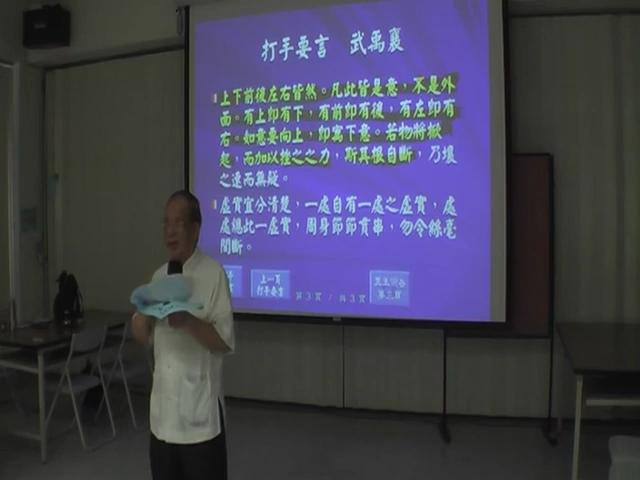 打手要言 武禹襄
上下前後左右皆然。凡此皆是意，不是外
面。有上即有下，有前即有後，有左即有
右。如意要向上，即寓下意。若物將掀
起，而加以挫之之力，斯其根自斷，乃壞
之速而無疑。
虛實宜分清楚，一處自有一處之虛實，處
處總此一虛實，周身節節貫串，勿令絲毫
間斷。
上一頁
打手要言
第3頁 / 共3頁